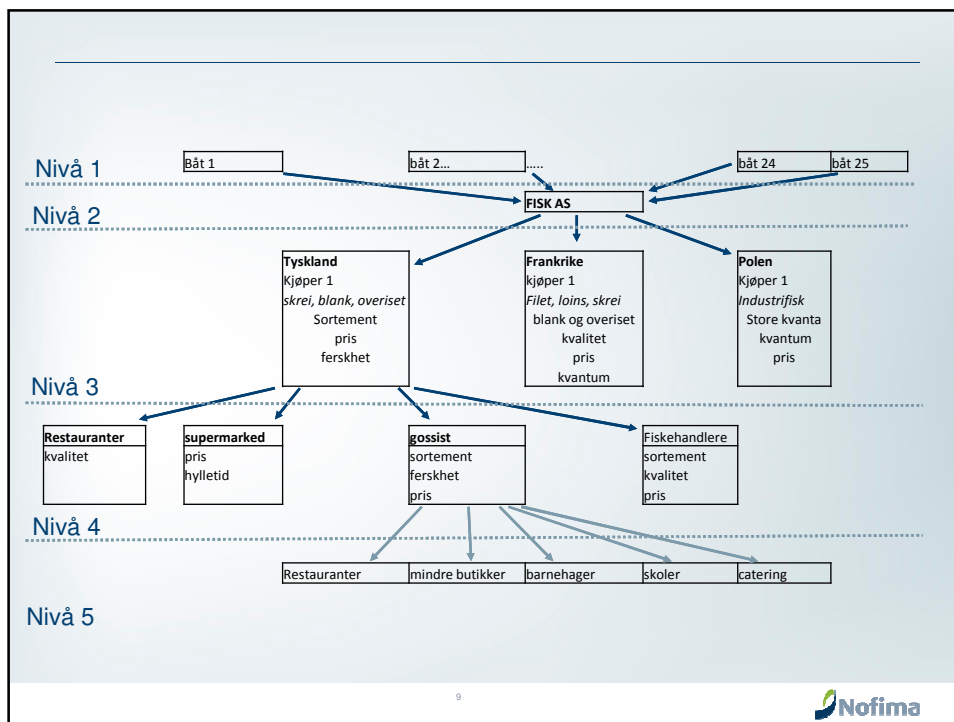 Nivå 1
Båt 1
båt 2...
.....
båt 24
båt 25
Nivå 2
FISK AS
Tyskland
Kjøper 1
skrei, blank, overiset
Sortement
pris
ferskhet
Frankrike
kjøper 1
Filet, loins, skrei
blank og overiset
kvalitet
pris
kvantum
Polen
Kjøper 1
Industrifisk
Store kvanta
kvantum
pris
Nivå 3
Restauranter
kvalitet
supermarked
pris
hylletid
gossist
sortement
ferskhet
pris
Fiskehandlere
sortement
kvalitet
pris
Nivå 4
Restauranter
mindre butikker
barnehager
skoler
catering
Nivå 5
9
Nofima